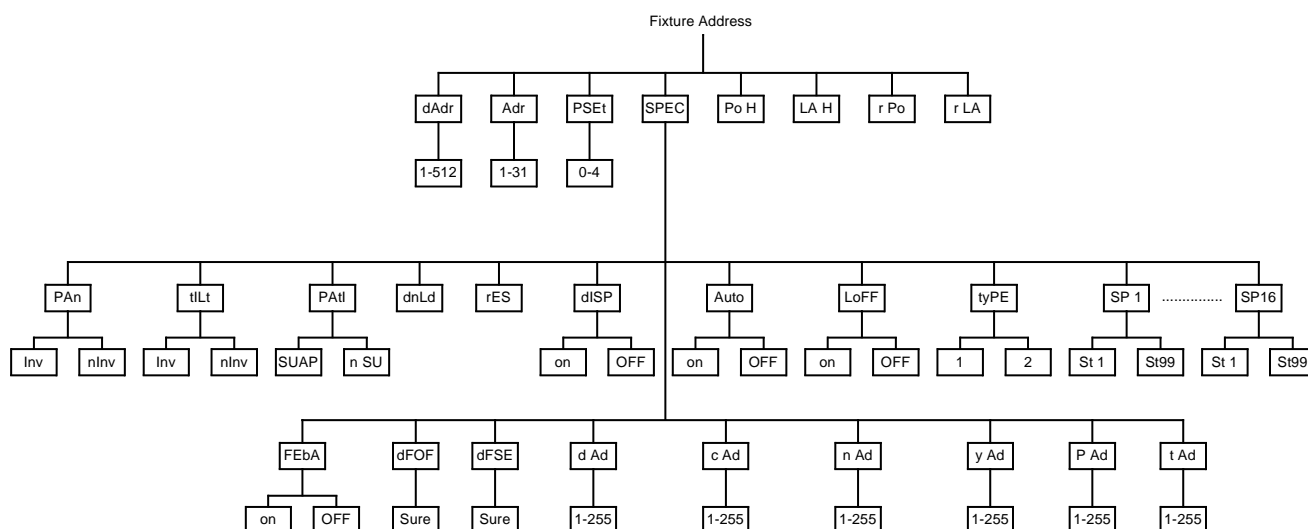 Fixture Address
dAdr Adr PSEt SPEC Po H LA H r Po r LA
1-512 1-31 0-4
PAn tILt PAtI dnLd rES dISP Auto LoFF tyPE SP 1 ............... SP16
Inv nInv Inv nInv SUAP n SU on OFF on OFF on OFF 1 2 St 1 St99 St 1 St99
FEbA dFOF dFSE d Ad c Ad n Ad y Ad P Ad t Ad
on OFF Sure Sure 1-255 1-255 1-255 1-255 1-255 1-255